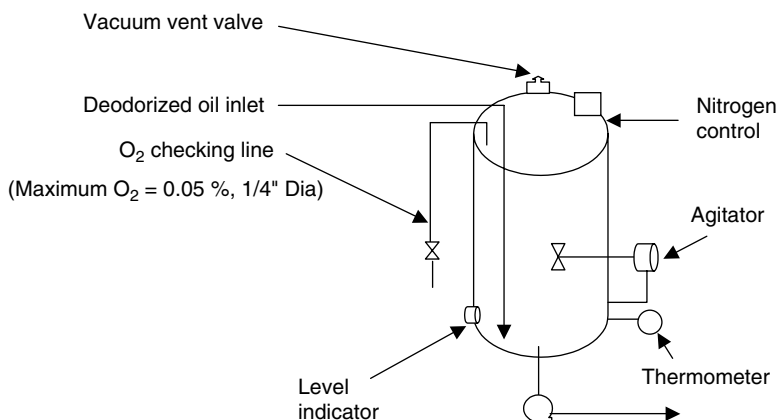 Vacuum vent valve
Deodorized oil inlet
Nitrogen
control
O₂ checking line
(Maximum O₂ = 0.05 %, 1/4" Dia)
Agitator
Thermometer
Level
indicator